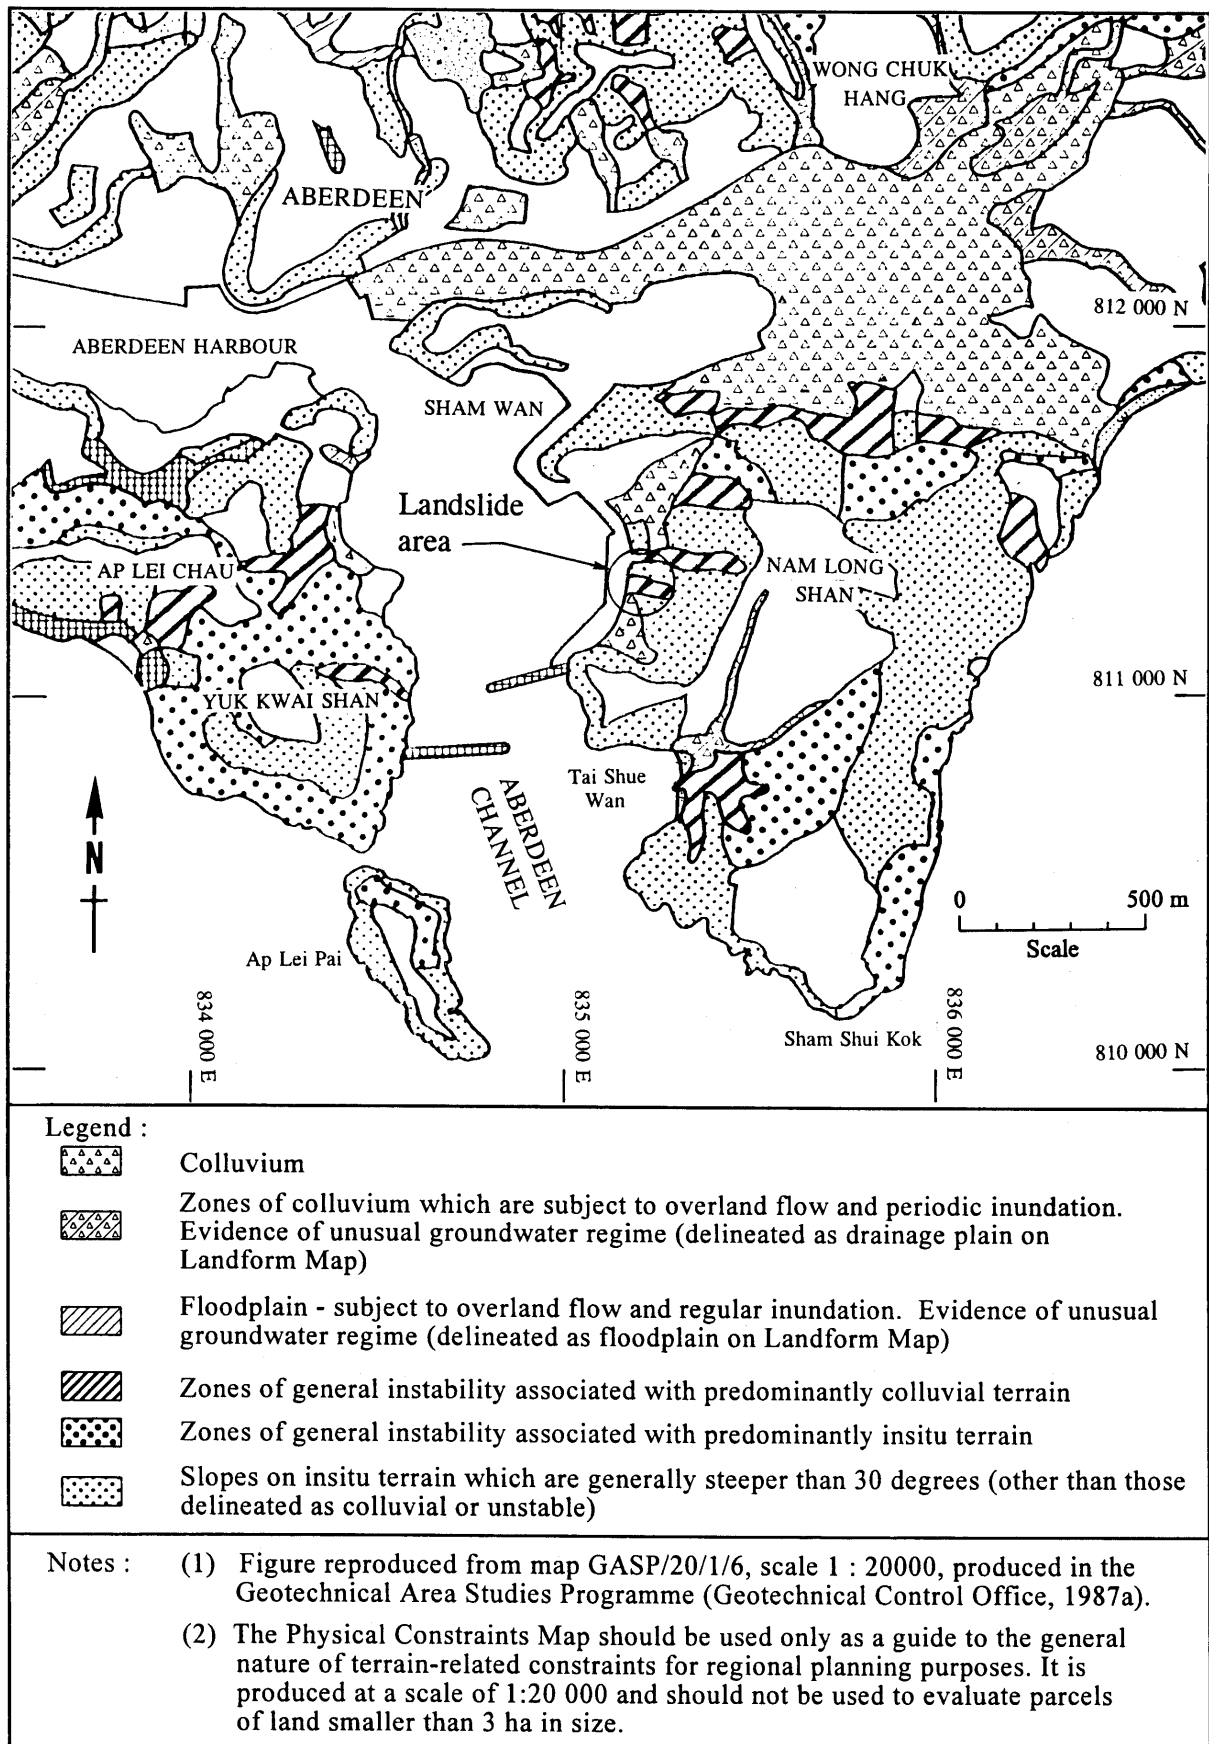 WONG CHUK
HANG
ABERDEEN
812 000 N
ABERDEEN HARBOUR
SHAM WAN
Landslide
area
AP LEI CHAU
NAM LONG
SHAN
811 000 N
YUK KWAI SHAN
Tai Shue
Wan
ABERDEEN
CHANNEL
N
0 500 m
Scale
Ap Lei Pai
834 000 E
835 000 E
836 000 E
Sham Shui Kok
810 000 N
Legend :
Colluvium
Zones of colluvium which are subject to overland flow and periodic inundation.
Evidence of unusual groundwater regime (delineated as drainage plain on
Landform Map)
Floodplain - subject to overland flow and regular inundation. Evidence of unusual
groundwater regime (delineated as floodplain on Landform Map)
Zones of general instability associated with predominantly colluvial terrain
Zones of general instability associated with predominantly insitu terrain
Slopes on insitu terrain which are generally steeper than 30 degrees (other than those
delineated as colluvial or unstable)
Notes : (1) Figure reproduced from map GASP/20/1/6, scale 1 : 20000, produced in the
Geotechnical Area Studies Programme (Geotechnical Control Office, 1987a).
(2) The Physical Constraints Map should be used only as a guide to the general
nature of terrain-related constraints for regional planning purposes. It is
produced at a scale of 1:20 000 and should not be used to evaluate parcels
of land smaller than 3 ha in size.